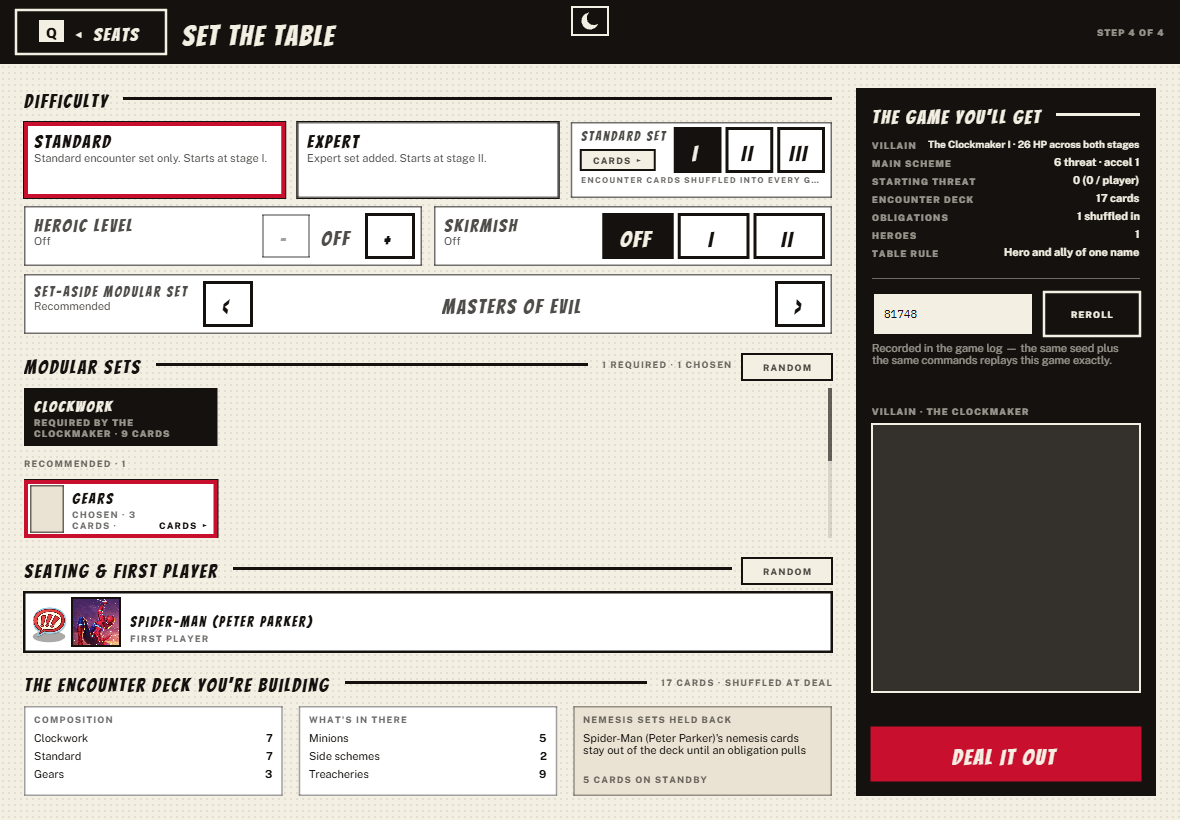 Q ◂ SEATS
SET THE TABLE
STEP 4 OF 4
DIFFICULTY
STANDARD
Standard encounter set only. Starts at stage I.
EXPERT
Expert set added. Starts at stage II.
STANDARD SET
CARDS ▸
I II III
ENCOUNTER CARDS SHUFFLED INTO EVERY G...
HEROIC LEVEL
Off
- OFF +
SKIRMISH
Off
OFF I II
SET-ASIDE MODULAR SET
Recommended
‹ MASTERS OF EVIL ›
MODULAR SETS
1 REQUIRED · 1 CHOSEN
RANDOM
CLOCKWORK
REQUIRED BY THE
CLOCKMAKER · 9 CARDS
RECOMMENDED · 1
GEARS
CHOSEN · 3
CARDS ·
CARDS ▸
SEATING & FIRST PLAYER
RANDOM
SPIDER-MAN (PETER PARKER)
FIRST PLAYER
THE ENCOUNTER DECK YOU'RE BUILDING
17 CARDS · SHUFFLED AT DEAL
COMPOSITION
Clockwork 7
Standard 7
Gears 3
WHAT'S IN THERE
Minions 5
Side schemes 2
Treacheries 9
NEMESIS SETS HELD BACK
Spider-Man (Peter Parker)'s nemesis cards
stay out of the deck until an obligation pulls
5 CARDS ON STANDBY
THE GAME YOU'LL GET
VILLAIN The Clockmaker I · 26 HP across both stages
MAIN SCHEME 6 threat · accel 1
STARTING THREAT 0 (0 / player)
ENCOUNTER DECK 17 cards
OBLIGATIONS 1 shuffled in
HEROES 1
TABLE RULE Hero and ally of one name
81748
REROLL
Recorded in the game log — the same seed plus
the same commands replays this game exactly.
VILLAIN · THE CLOCKMAKER
DEAL IT OUT